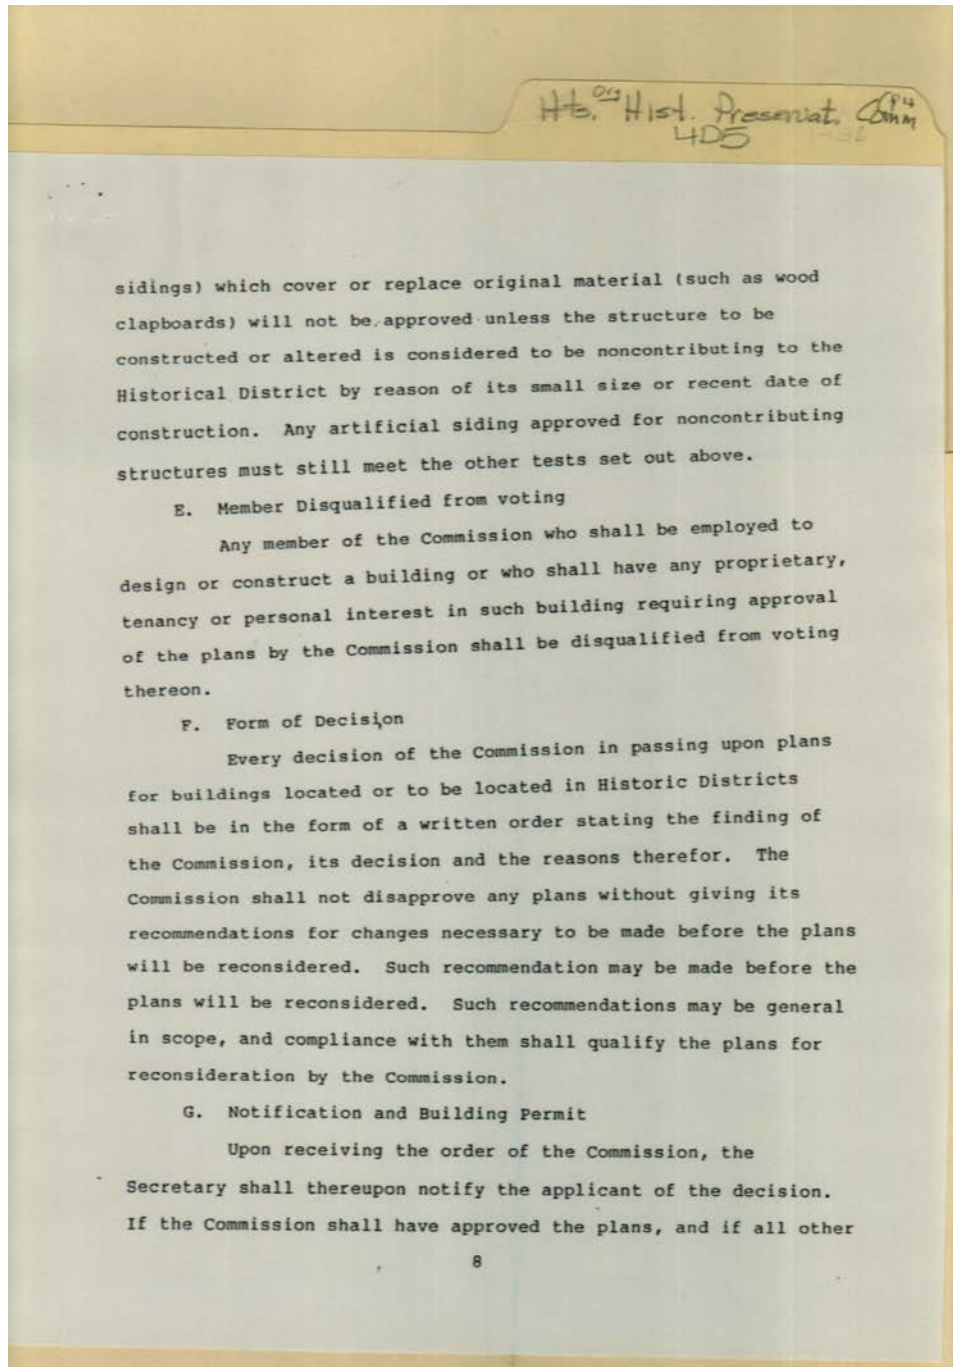 Hts. Org Hist. Preservat. Comm
4D5
sidings) which cover or replace original material (such as wood
clapboards) will not be approved unless the structure to be
constructed or altered is considered to be noncontributing to the
Historical District by reason of its small size or recent date of
construction. Any artificial siding approved for noncontributing
structures must still meet the other tests set out above.
E. Member Disqualified from voting
Any member of the Commission who shall be employed to
design or construct a building or who shall have any proprietary,
tenancy or personal interest in such building requiring approval
of the plans by the Commission shall be disqualified from voting
thereon.
F. Form of Decision
Every decision of the Commission in passing upon plans
for buildings located or to be located in Historic Districts
shall be in the form of a written order stating the finding of
the Commission, its decision and the reasons therefor. The
Commission shall not disapprove any plans without giving its
recommendations for changes necessary to be made before the plans
will be reconsidered. Such recommendation may be made before the
plans will be reconsidered. Such recommendations may be general
in scope, and compliance with them shall qualify the plans for
reconsideration by the Commission.
G. Notification and Building Permit
Upon receiving the order of the Commission, the
Secretary shall thereupon notify the applicant of the decision.
If the Commission shall have approved the plans, and if all other
8